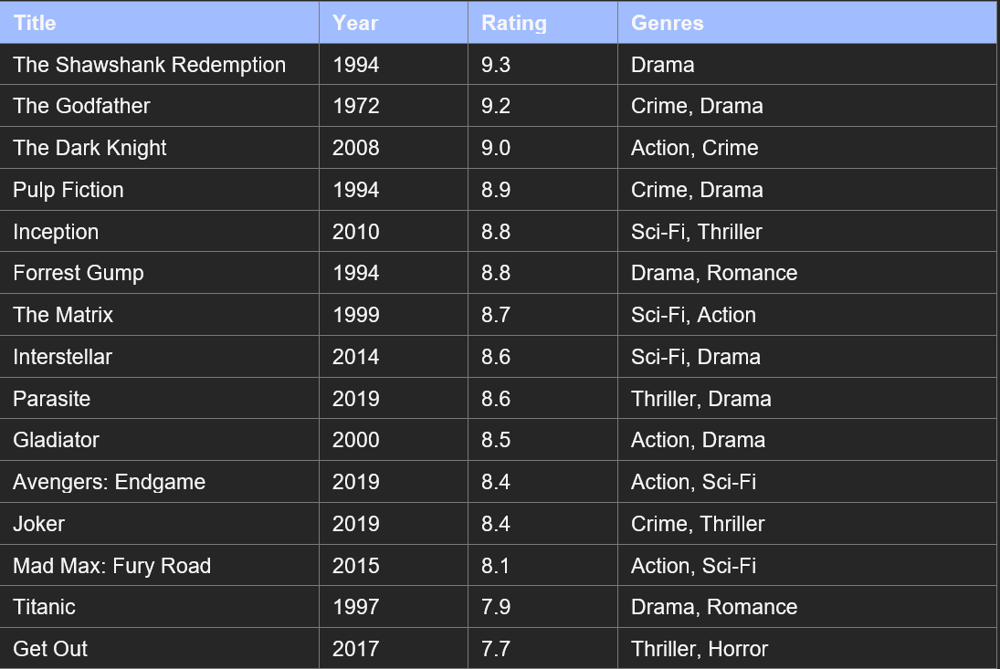 Title Year Rating Genres
The Shawshank Redemption 1994 9.3 Drama
The Godfather 1972 9.2 Crime, Drama
The Dark Knight 2008 9.0 Action, Crime
Pulp Fiction 1994 8.9 Crime, Drama
Inception 2010 8.8 Sci-Fi, Thriller
Forrest Gump 1994 8.8 Drama, Romance
The Matrix 1999 8.7 Sci-Fi, Action
Interstellar 2014 8.6 Sci-Fi, Drama
Parasite 2019 8.6 Thriller, Drama
Gladiator 2000 8.5 Action, Drama
Avengers: Endgame 2019 8.4 Action, Sci-Fi
Joker 2019 8.4 Crime, Thriller
Mad Max: Fury Road 2015 8.1 Action, Sci-Fi
Titanic 1997 7.9 Drama, Romance
Get Out 2017 7.7 Thriller, Horror